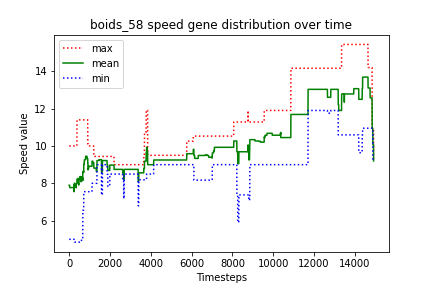 boids_58 speed gene distribution over time
max
mean
min
Speed value
14
12
10
8
6
0
2000
4000
6000
8000
10000
12000
14000
Timesteps